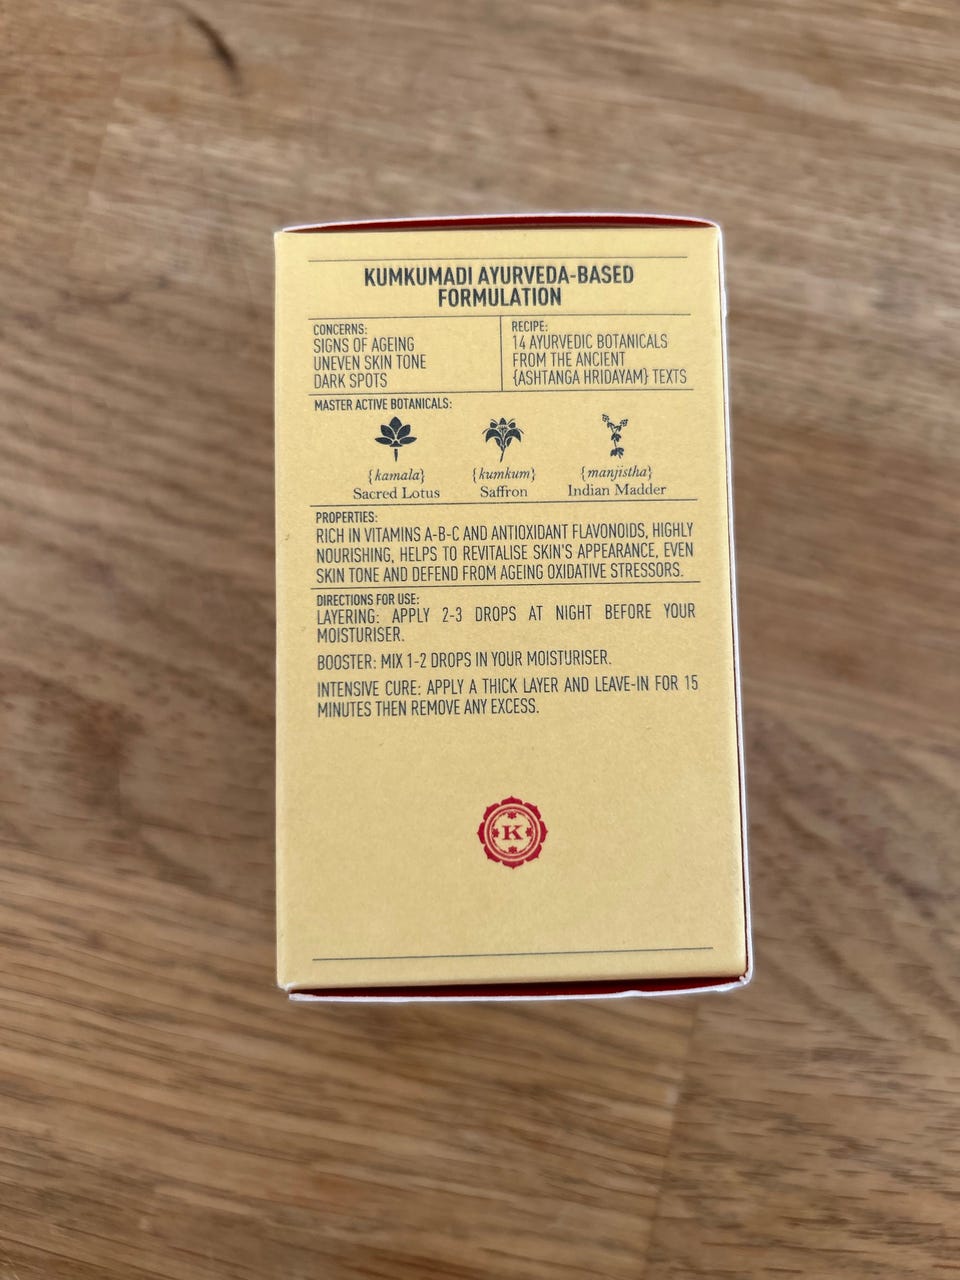 KUMKUMADI AYURVEDA-BASED
FORMULATION
CONCERNS:
SIGNS OF AGEING
UNEVEN SKIN TONE
DARK SPOTS
RECIPE:
14 AYURVEDIC BOTANICALS
FROM THE ANCIENT
{ASHTANGA HRIDAYAM} TEXTS
MASTER ACTIVE BOTANICALS:
{kamala}
Sacred Lotus
{kumkum}
Saffron
{manjistha}
Indian Madder
PROPERTIES:
RICH IN VITAMINS A-B-C AND ANTIOXIDANT FLAVONOIDS, HIGHLY
NOURISHING, HELPS TO REVITALISE SKIN'S APPEARANCE, EVEN
SKIN TONE AND DEFEND FROM AGEING OXIDATIVE STRESSORS.
DIRECTIONS FOR USE:
LAYERING: APPLY 2-3 DROPS AT NIGHT BEFORE YOUR
MOISTURISER.
BOOSTER: MIX 1-2 DROPS IN YOUR MOISTURISER.
INTENSIVE CURE: APPLY A THICK LAYER AND LEAVE-IN FOR 15
MINUTES THEN REMOVE ANY EXCESS.
K